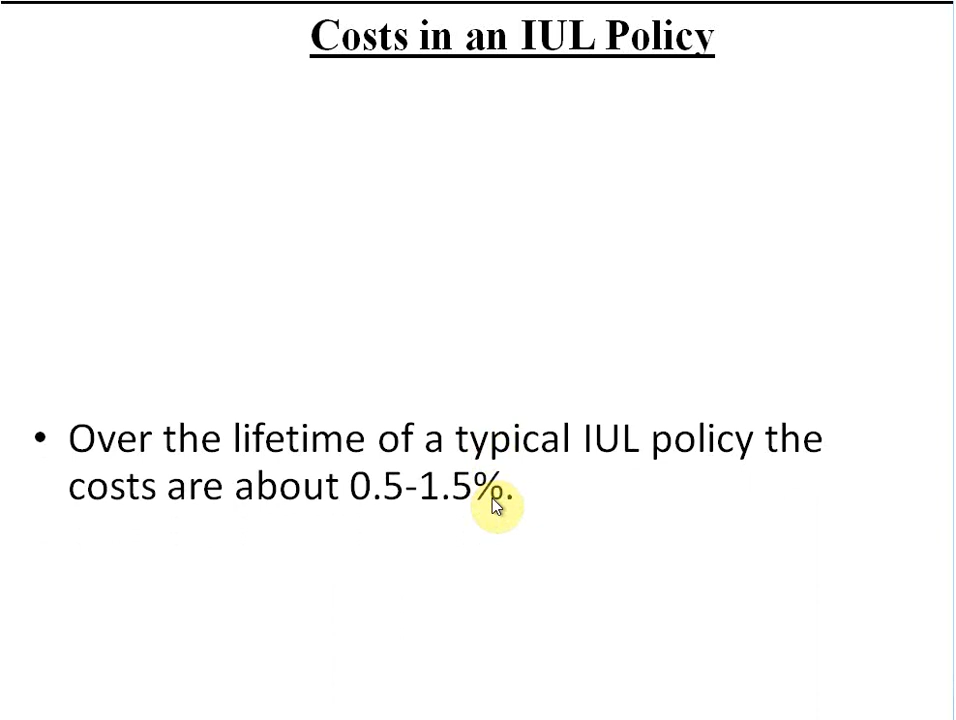 Costs in an IUL Policy
• Over the lifetime of a typical IUL policy the
costs are about 0.5-1.5%.